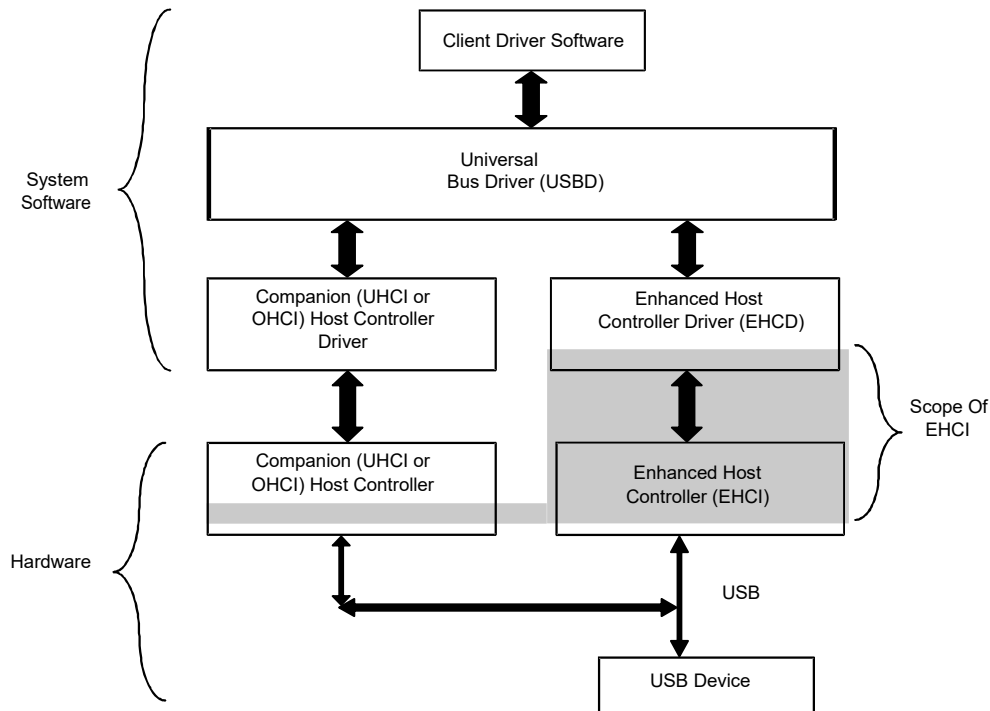 Client Driver Software
Universal
Bus Driver (USBD)
System
Software
Companion (UHCI or
OHCI) Host Controller
Driver
Enhanced Host
Controller Driver (EHCD)
Scope Of
EHCI
Companion (UHCI or
OHCI) Host Controller
Enhanced Host
Controller (EHCI)
Hardware
USB
USB Device